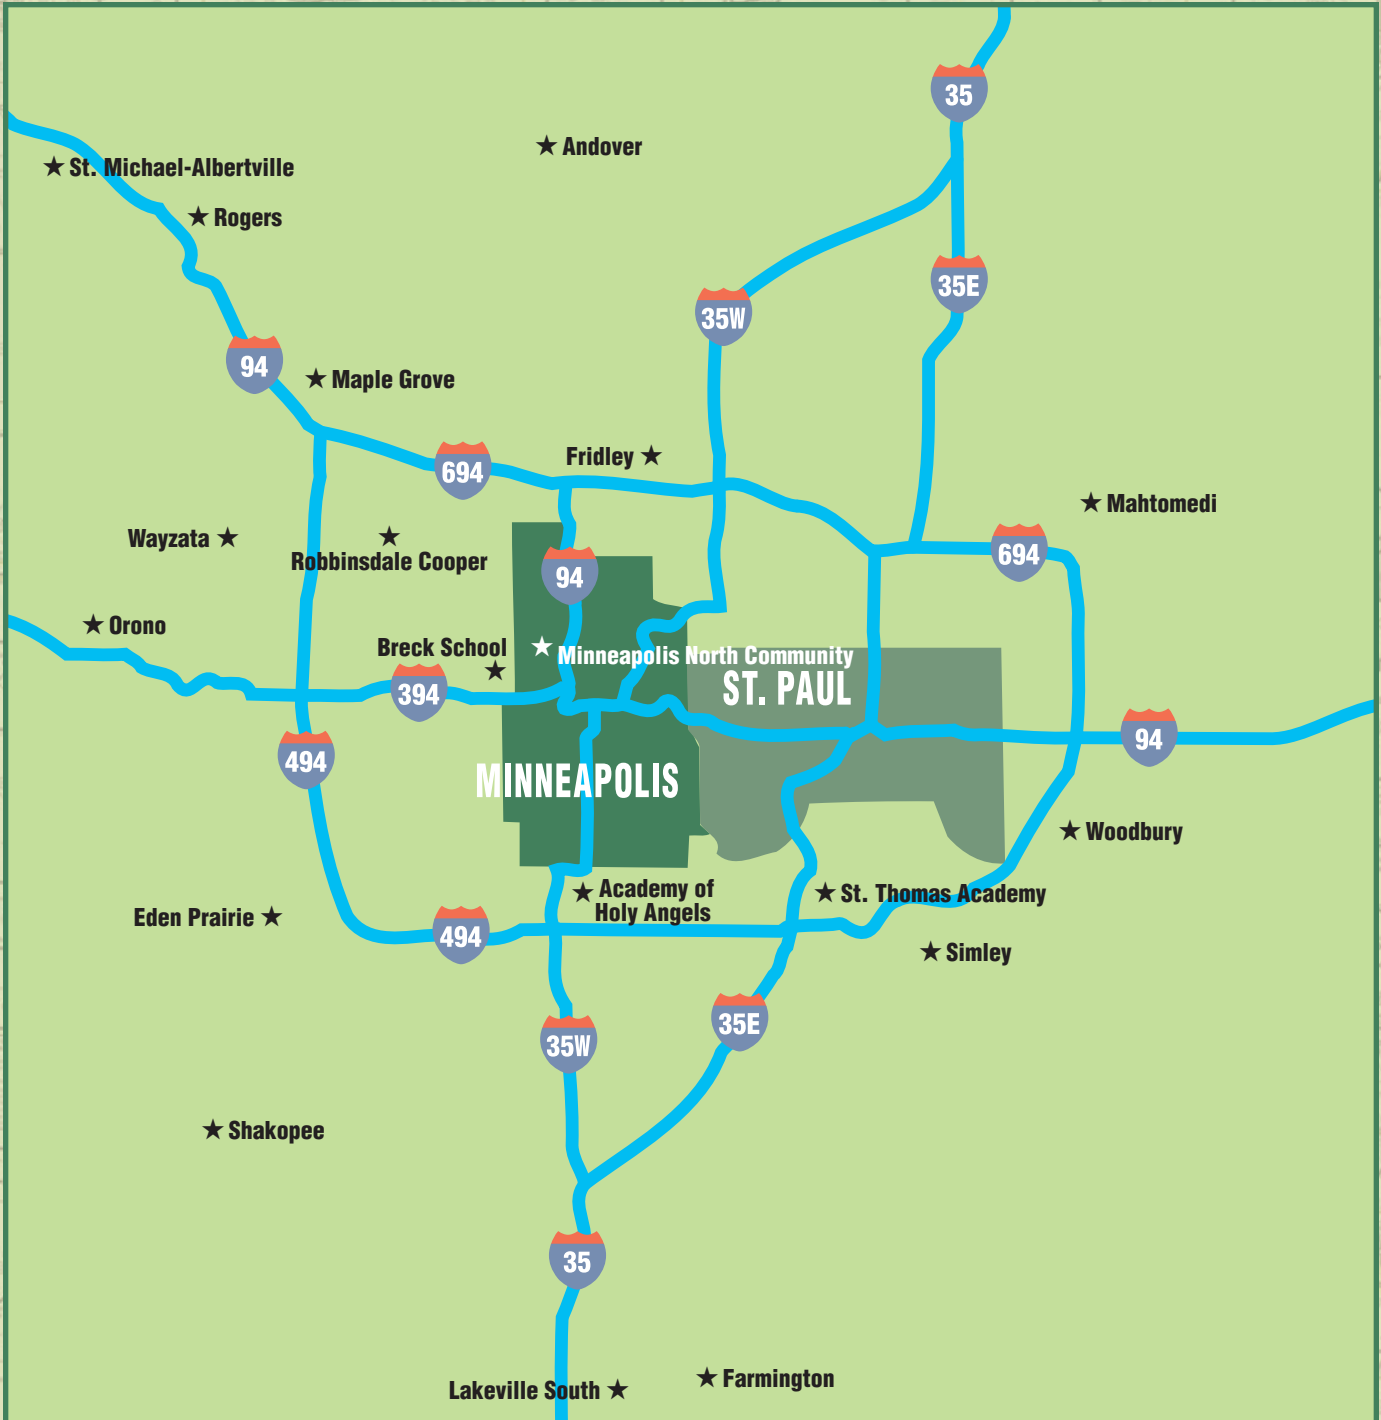 35
Andover
St. Michael-Albertville
Rogers
35E
35W
94
Maple Grove
Fridley
694
Mahtomedi
Wayzata
Robbinsdale Cooper
694
94
Orono
Breck School
Minneapolis North Community
394
ST. PAUL
94
494
MINNEAPOLIS
Woodbury
Academy of
Holy Angels
St. Thomas Academy
Eden Prairie
494
Simley
35E
35W
Shakopee
35
Farmington
Lakeville South